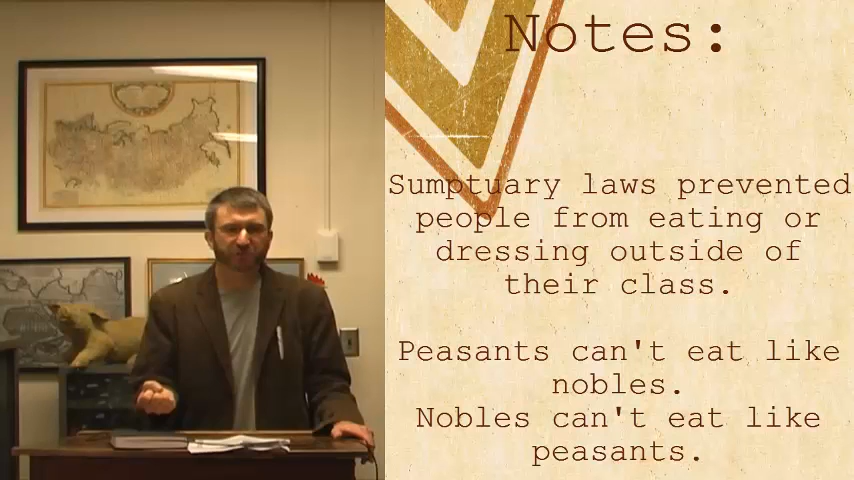 Notes:
Sumptuary laws prevented
people from eating or
dressing outside of
their class.
Peasants can't eat like
nobles.
Nobles can't eat like
peasants.